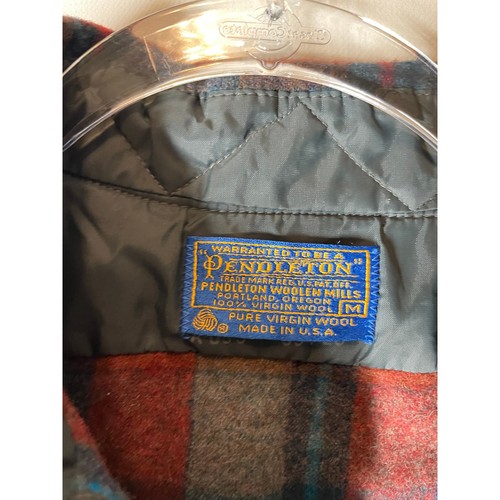 WARRANTED TO BE A
"PENDLETON"
TRADE MARK REG. U.S. PAT. OFF.
PENDLETON WOOLEN MILLS
PORTLAND, OREGON
100% VIRGIN WOOL M
PURE VIRGIN WOOL
MADE IN U.S.A.